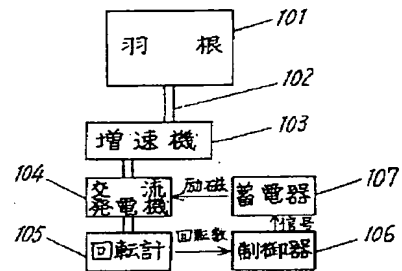 101
羽根
102
増速機
103
104
交流
発電機
励磁
蓄電器
107
↑信号
105
回転計
回転数
制御器
106